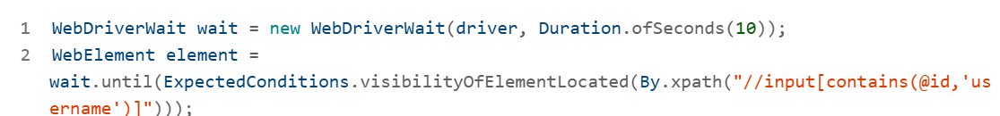 1 WebDriverWait wait = new WebDriverWait(driver, Duration.ofSeconds(10));
2 WebElement element =
wait.until(ExpectedConditions.visibilityOfElementLocated(By.xpath("//input[contains(@id,'us
ername')]")));